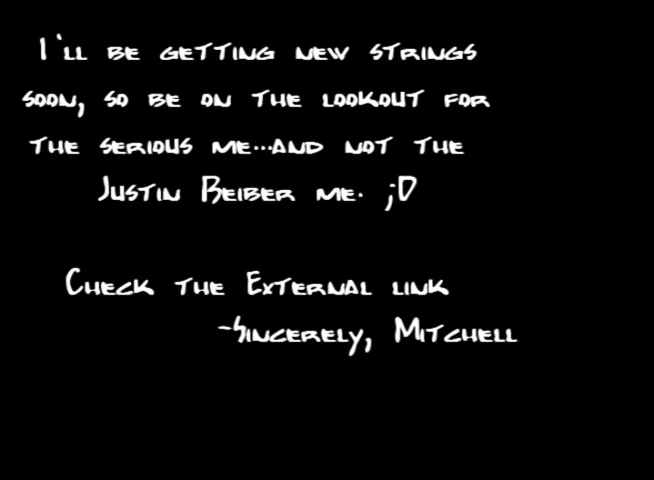 I'll be getting new strings
soon, so be on the lookout for
the serious me...and not the
Justin Beiber me. ;D
Check the External link
-Sincerely, Mitchell